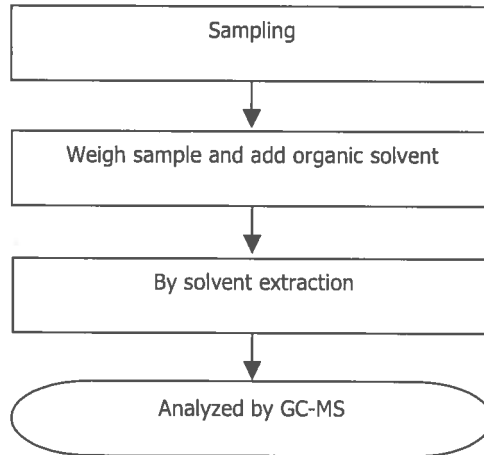 Sampling
Weigh sample and add organic solvent
By solvent extraction
Analyzed by GC-MS